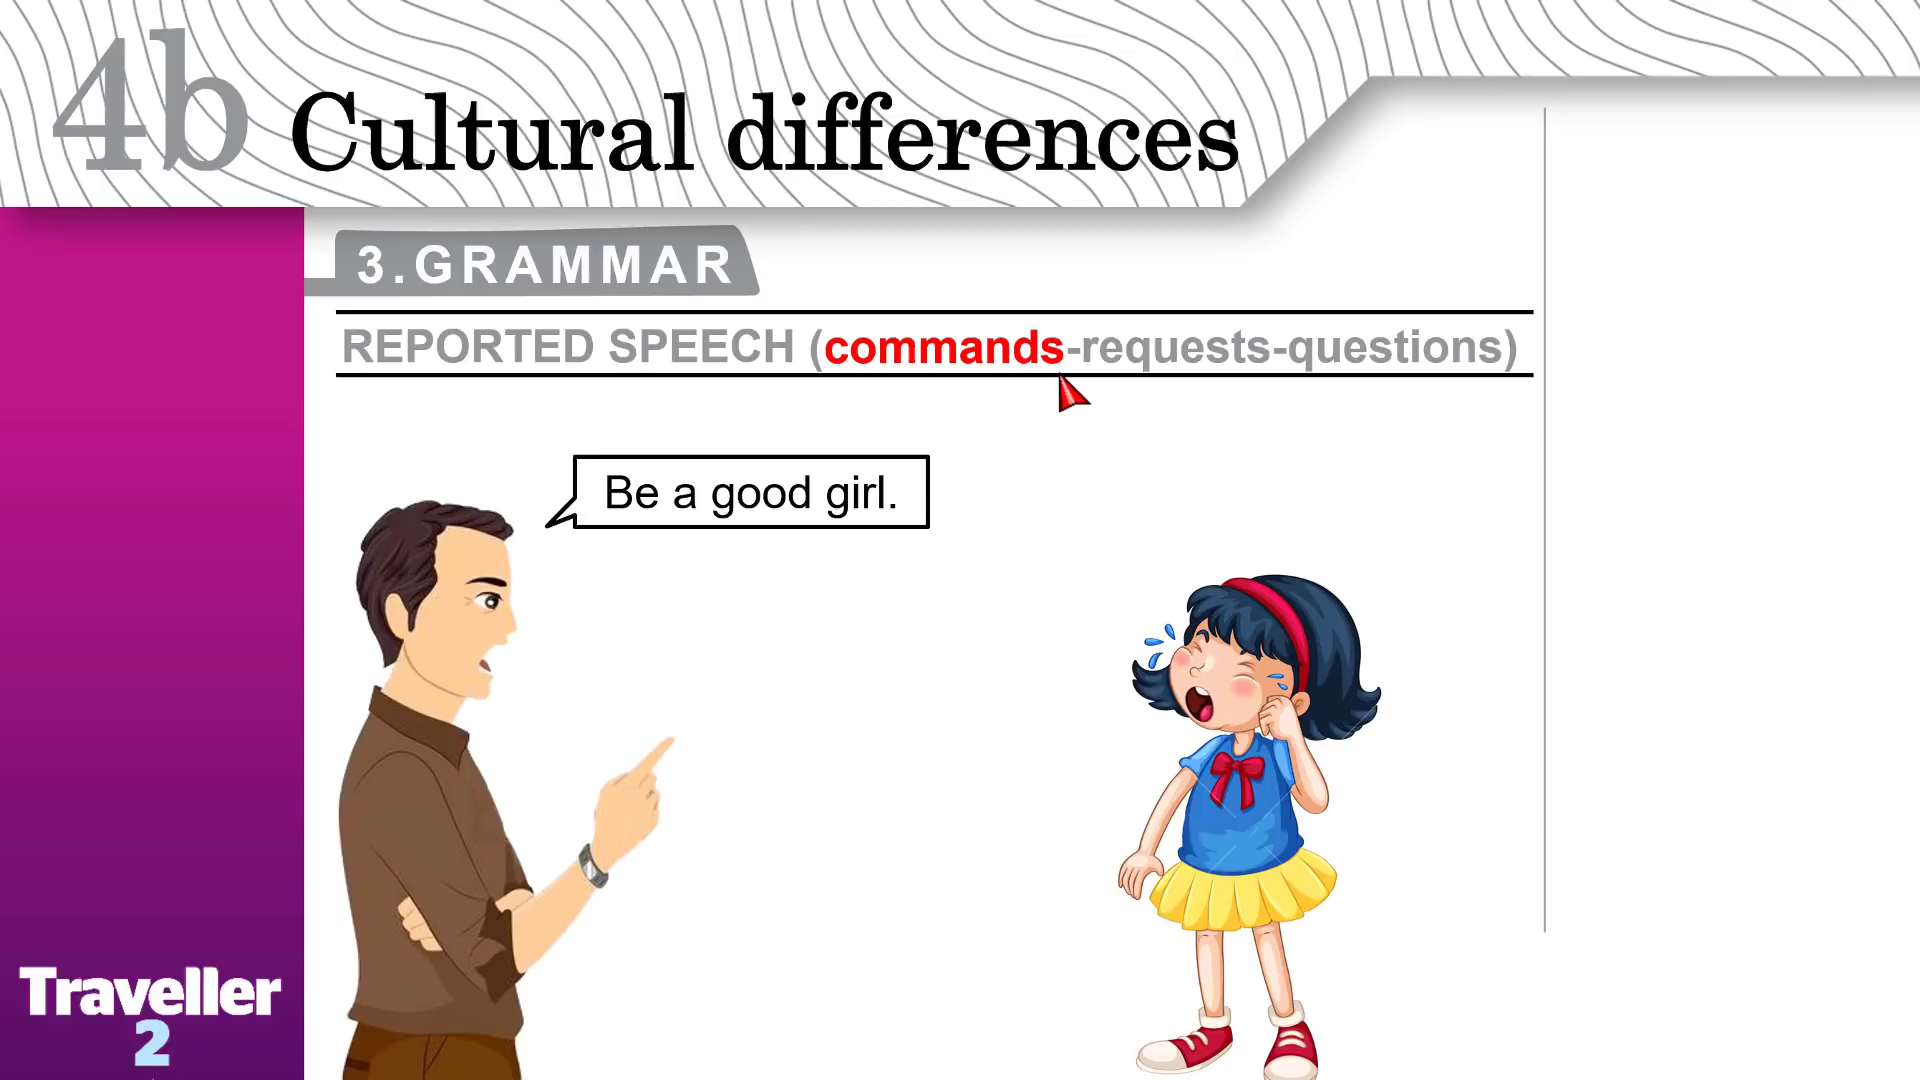 4b Cultural differences
3.GRAMMAR
REPORTED SPEECH (commands-requests-questions)
Be a good girl.
Traveller
2